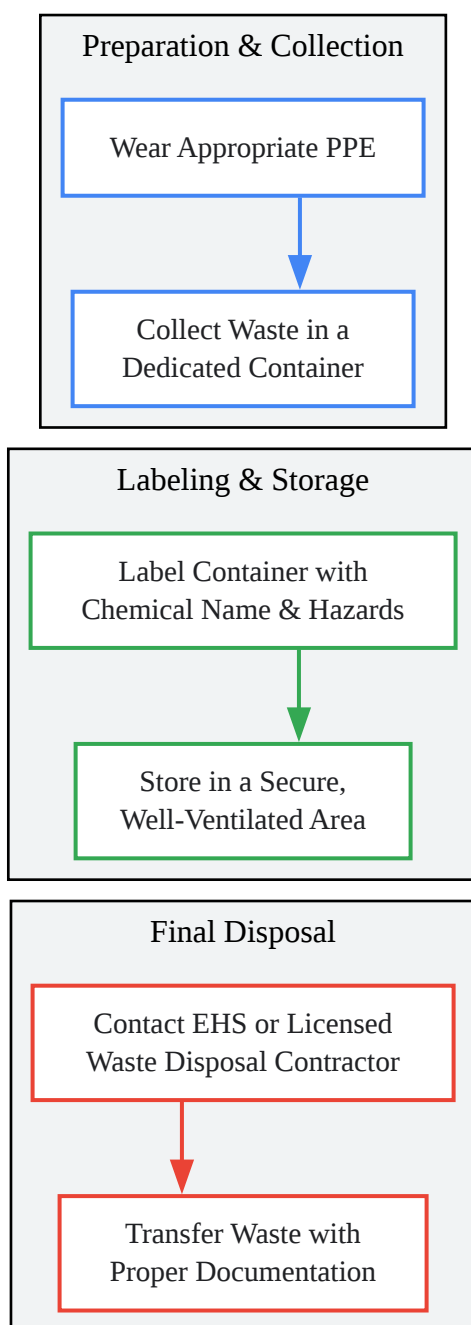 Preparation & Collection
Wear Appropriate PPE
Collect Waste in a
Dedicated Container
Labeling & Storage
Label Container with
Chemical Name & Hazards
Store in a Secure,
Well-Ventilated Area
Final Disposal
Contact EHS or Licensed
Waste Disposal Contractor
Transfer Waste with
Proper Documentation